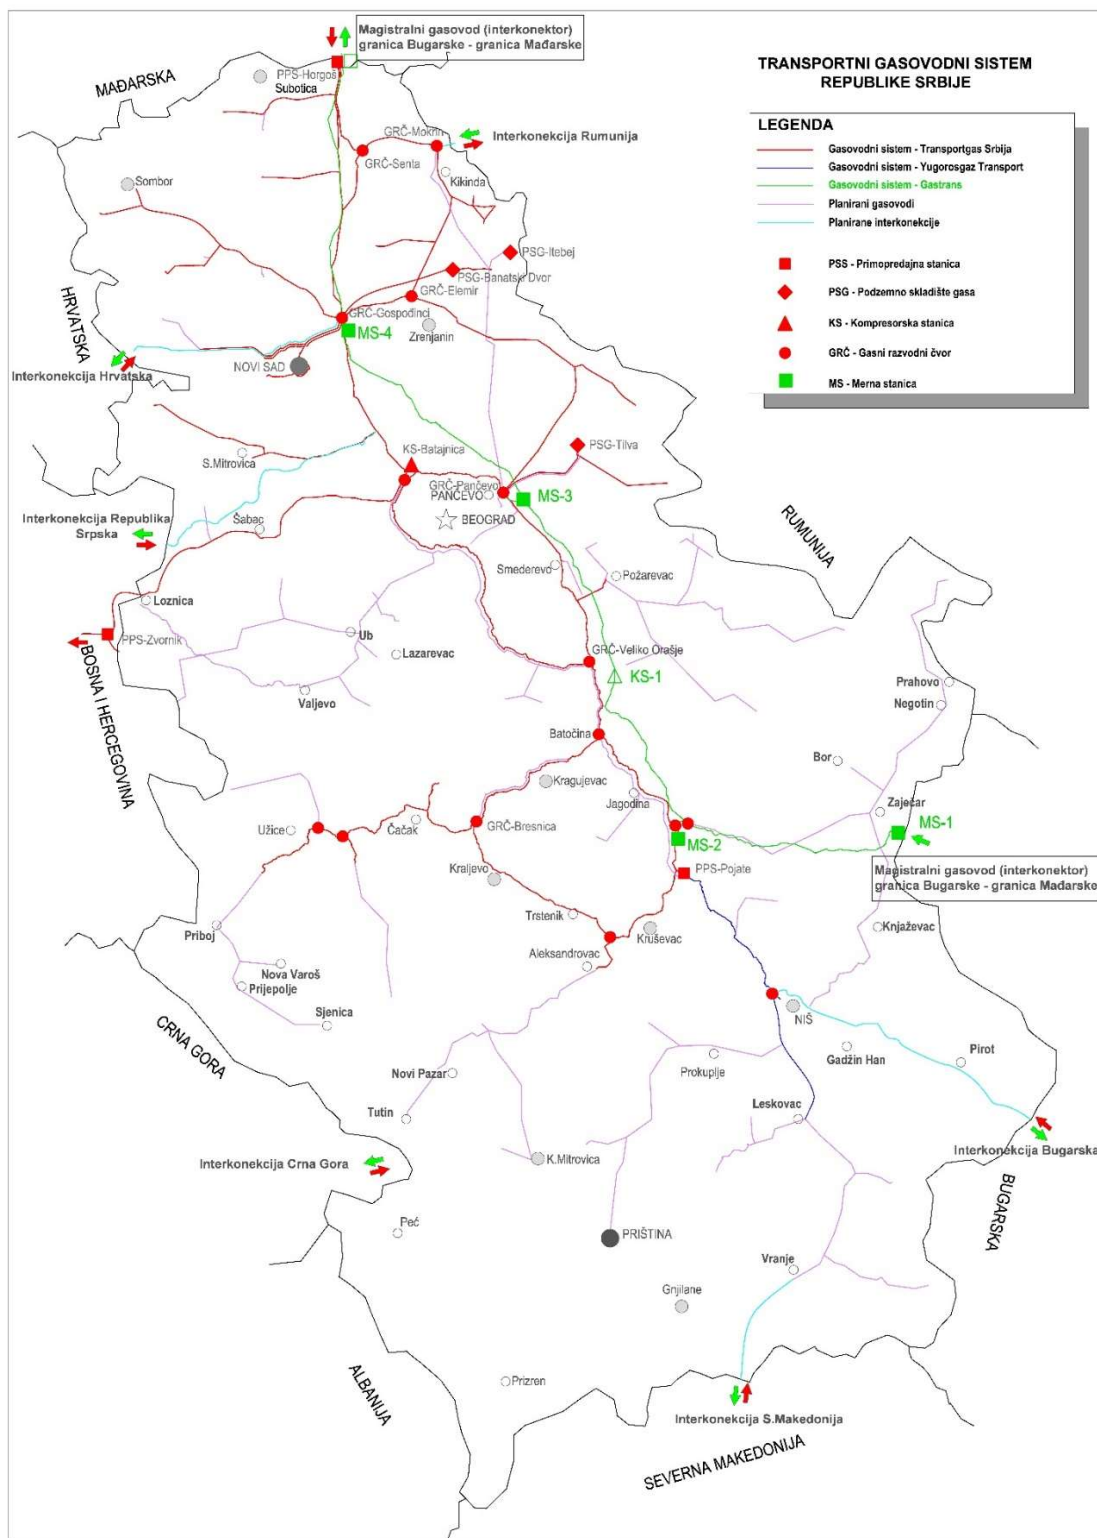 Magistralni gasovod (interkonektor)
granica Bugarske - granica Mađarske
TRANSPORTNI GASOVODNI SISTEM
REPUBLIKE SRBIJE
LEGENDA
Gasovodni sistem - Transportgas Srbija
Gasovodni sistem - Yugorosgaz Transport
Gasovodni sistem - Gastrans
Planirani gasovodi
Planirane interkonekcije
PSS - Primopredajna stanica
PSG - Podzemno skladište gasa
KS - Kompresorska stanica
GRČ - Gasni razvodni čvor
MS - Merna stanica
MAĐARSKA
PPS-Horgoš
Subotica
GRČ-Mokrin
Interkonekcija Rumunija
GRČ-Senta
Kikinda
Sombor
PSG-Itebej
PSG-Banatski Dvor
GRČ-Elemir
HRVATSKA
GRČ-Gospođinci
MS-4
Zrenjanin
NOVI SAD
Interkonekcija Hrvatska
PSG-Tilva
KS-Batajnica
S.Mitrovica
GRČ-Pančevo
PANČEVO
MS-3
BEOGRAD
RUMUNIJA
Interkonekcija Republika
Srpska
Šabac
Smederevo
Požarevac
Loznica
PPS-Zvornik
Ub
Lazarevac
GRČ-Veliko Orašje
KS-1
Valjevo
Prahovo
Negotin
BOSNA I HERCEGOVINA
Batočina
Bor
Kragujevac
Jagodina
Zaječar
MS-1
Užice
Čačak
GRČ-Bresnica
MS-2
PPS-Pojate
Magistralni gasovod (interkonektor)
granica Bugarske - granica Mađarske
Kraljevo
Trstenik
Kruševac
Knjaževac
Priboj
Aleksandrovac
Nova Varoš
Prijepolje
Sjenica
NIŠ
CRNA GORA
Gadžin Han
Pirot
Novi Pazar
Prokuplje
Tutin
Leskovac
Interkonekcija Crna Gora
K.Mitrovica
Interkonekcija Bugarska
BUGARSKA
Peć
PRIŠTINA
Vranje
Gnjilane
ALBANIJA
Prizren
Interkonekcija S.Makedonija
SEVERNA MAKEDONIJA